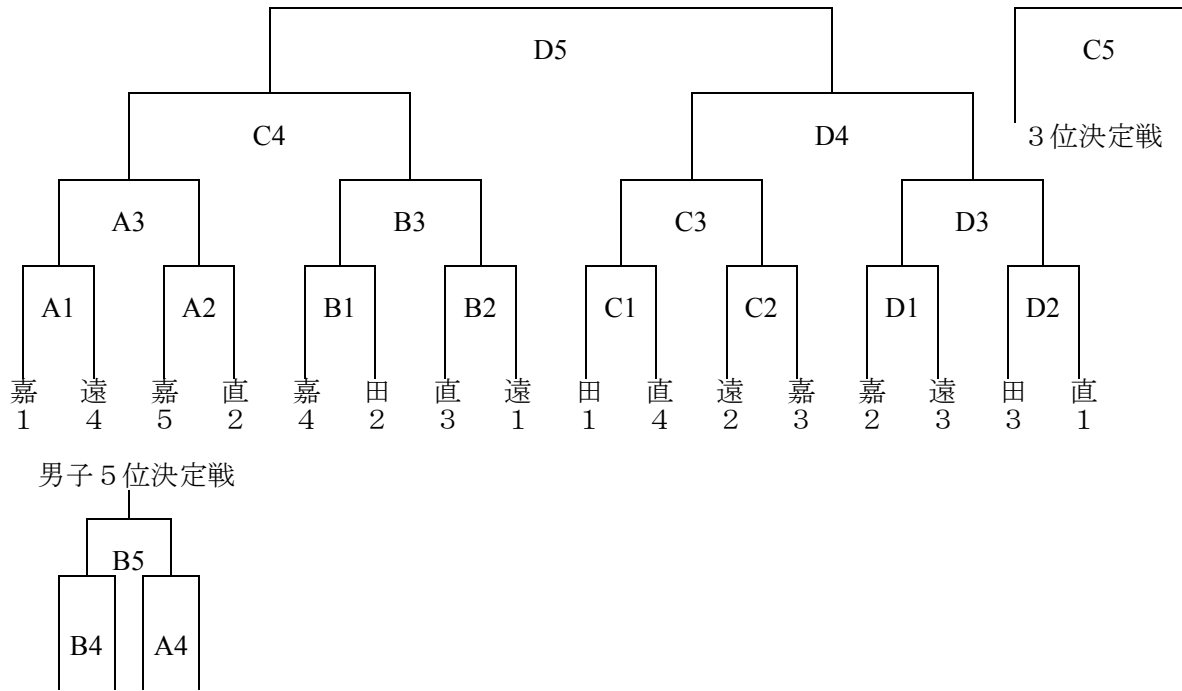 D5 C5
C4 D4 ３位決定戦
A3 B3 C3 D3
A1 A2 B1 B2 C1 C2 D1 D2
嘉 遠 嘉 直 嘉 田 直 遠 田 直 遠 嘉 嘉 遠 田 直
１ ４ ５ ２ ４ ２ ３ １ １ ４ ２ ３ ２ ３ ３ １
男子５位決定戦
B5
B4 A4